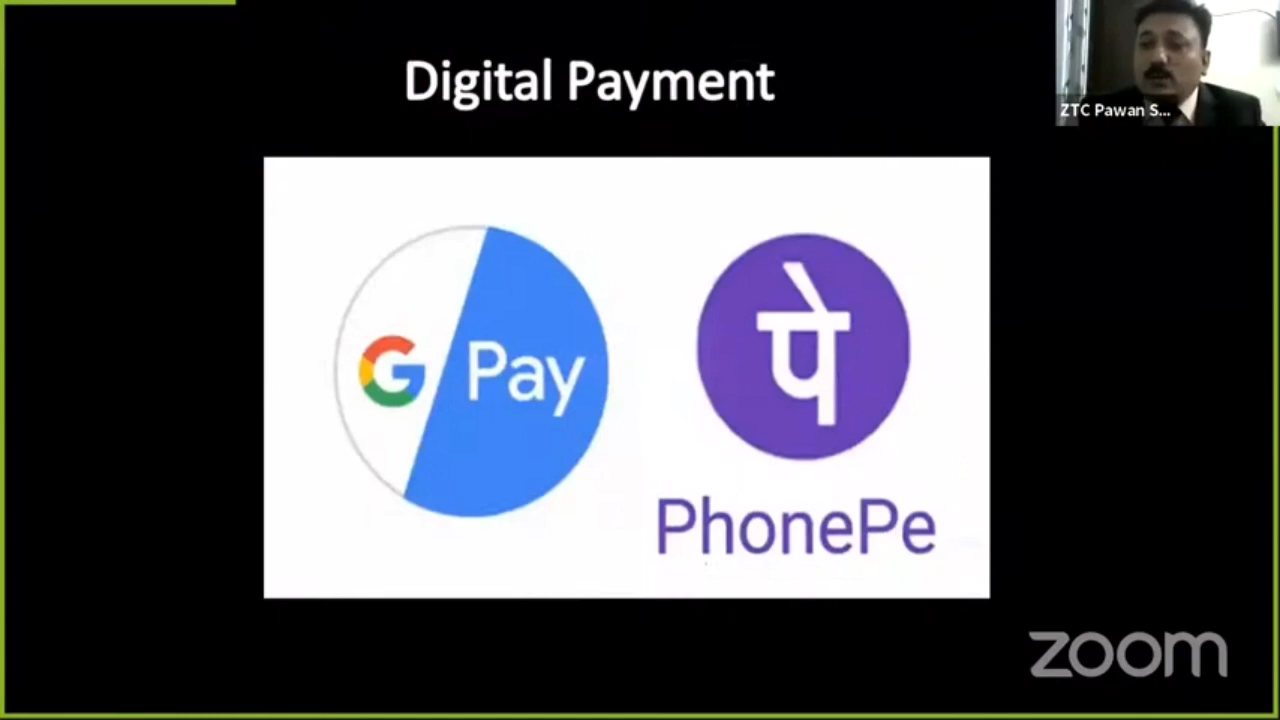 Digital Payment
ZTC Pawan S...
G Pay
पे
PhonePe
zoom